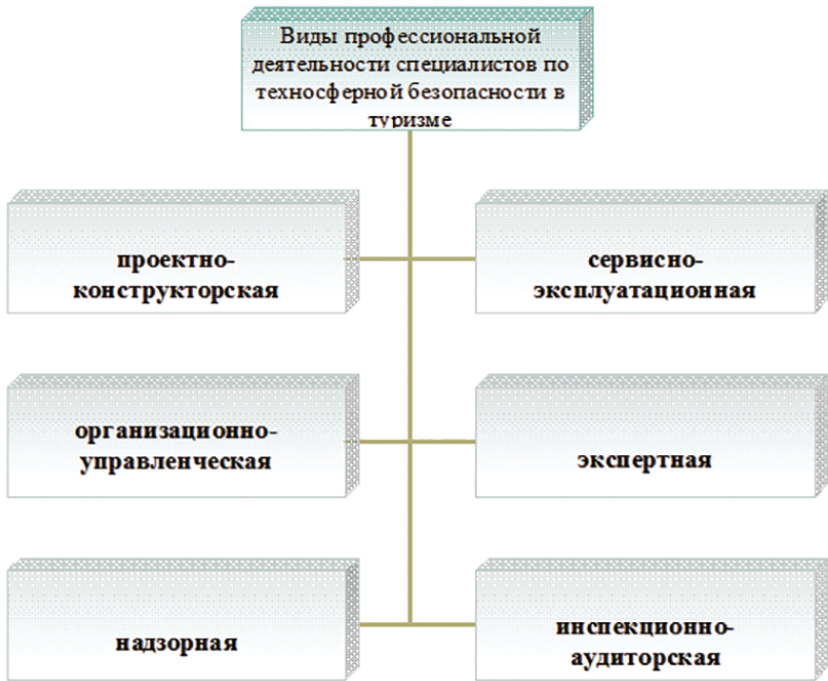 Виды профессиональной
деятельности специалистов по
техносферной безопасности в
туризме
проектно-
конструкторская
сервисно-
эксплуатационная
организационно-
управленческая
экспертная
надзорная
инспекционно-
аудиторская